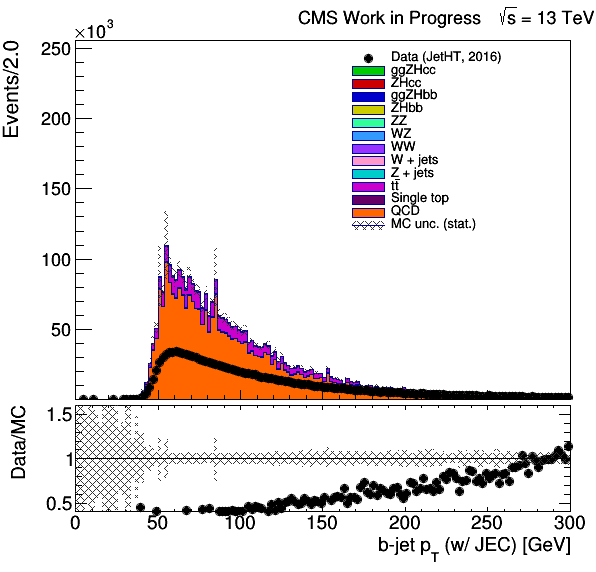 CMS Work in Progress √s = 13 TeV
×10³
Events/2.0
250
200
150
100
50
Data (JetHT, 2016)
ggZHcc
ZHcc
ggZHbb
ZHbb
ZZ
WZ
WW
W + jets
Z + jets
tt̄
Single top
QCD
MC unc. (stat.)
Data/MC
1.5
1
0.5
0 50 100 150 200 250 300
b-jet p_T (w/ JEC) [GeV]